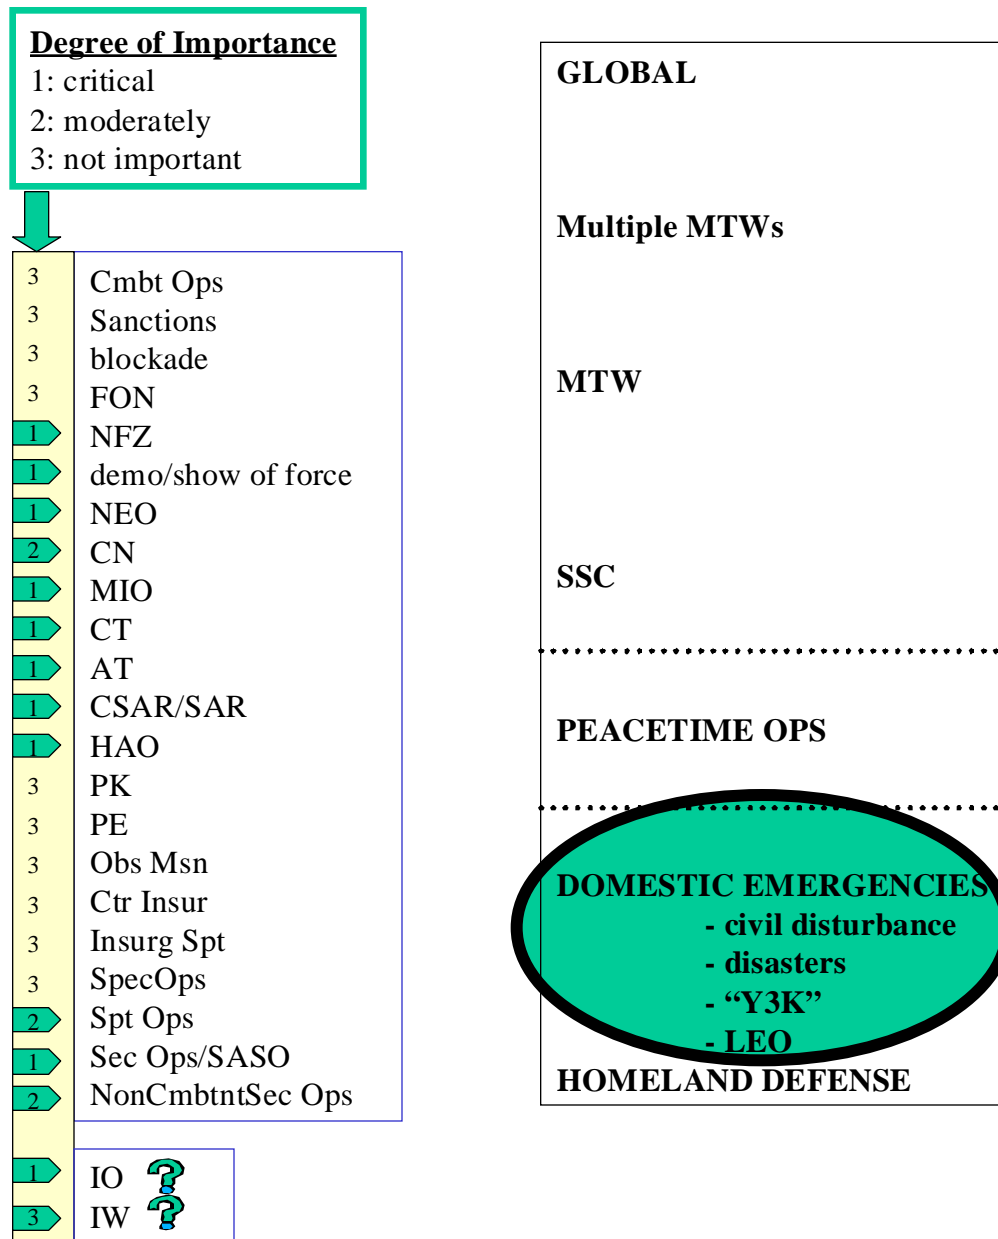 Degree of Importance
1: critical
2: moderately
3: not important
3 Cmbt Ops
3 Sanctions
3 blockade
3 FON
1 NFZ
1 demo/show of force
1 NEO
2 CN
1 MIO
1 CT
1 AT
1 CSAR/SAR
1 HAO
3 PK
3 PE
3 Obs Msn
3 Ctr Insur
3 Insurg Spt
3 SpecOps
2 Spt Ops
1 Sec Ops/SASO
2 NonCmbtntSec Ops
1 IO ?
3 IW ?
GLOBAL
Multiple MTWs
MTW
SSC
PEACETIME OPS
DOMESTIC EMERGENCIES
- civil disturbance
- disasters
- “Y3K”
- LEO
HOMELAND DEFENSE